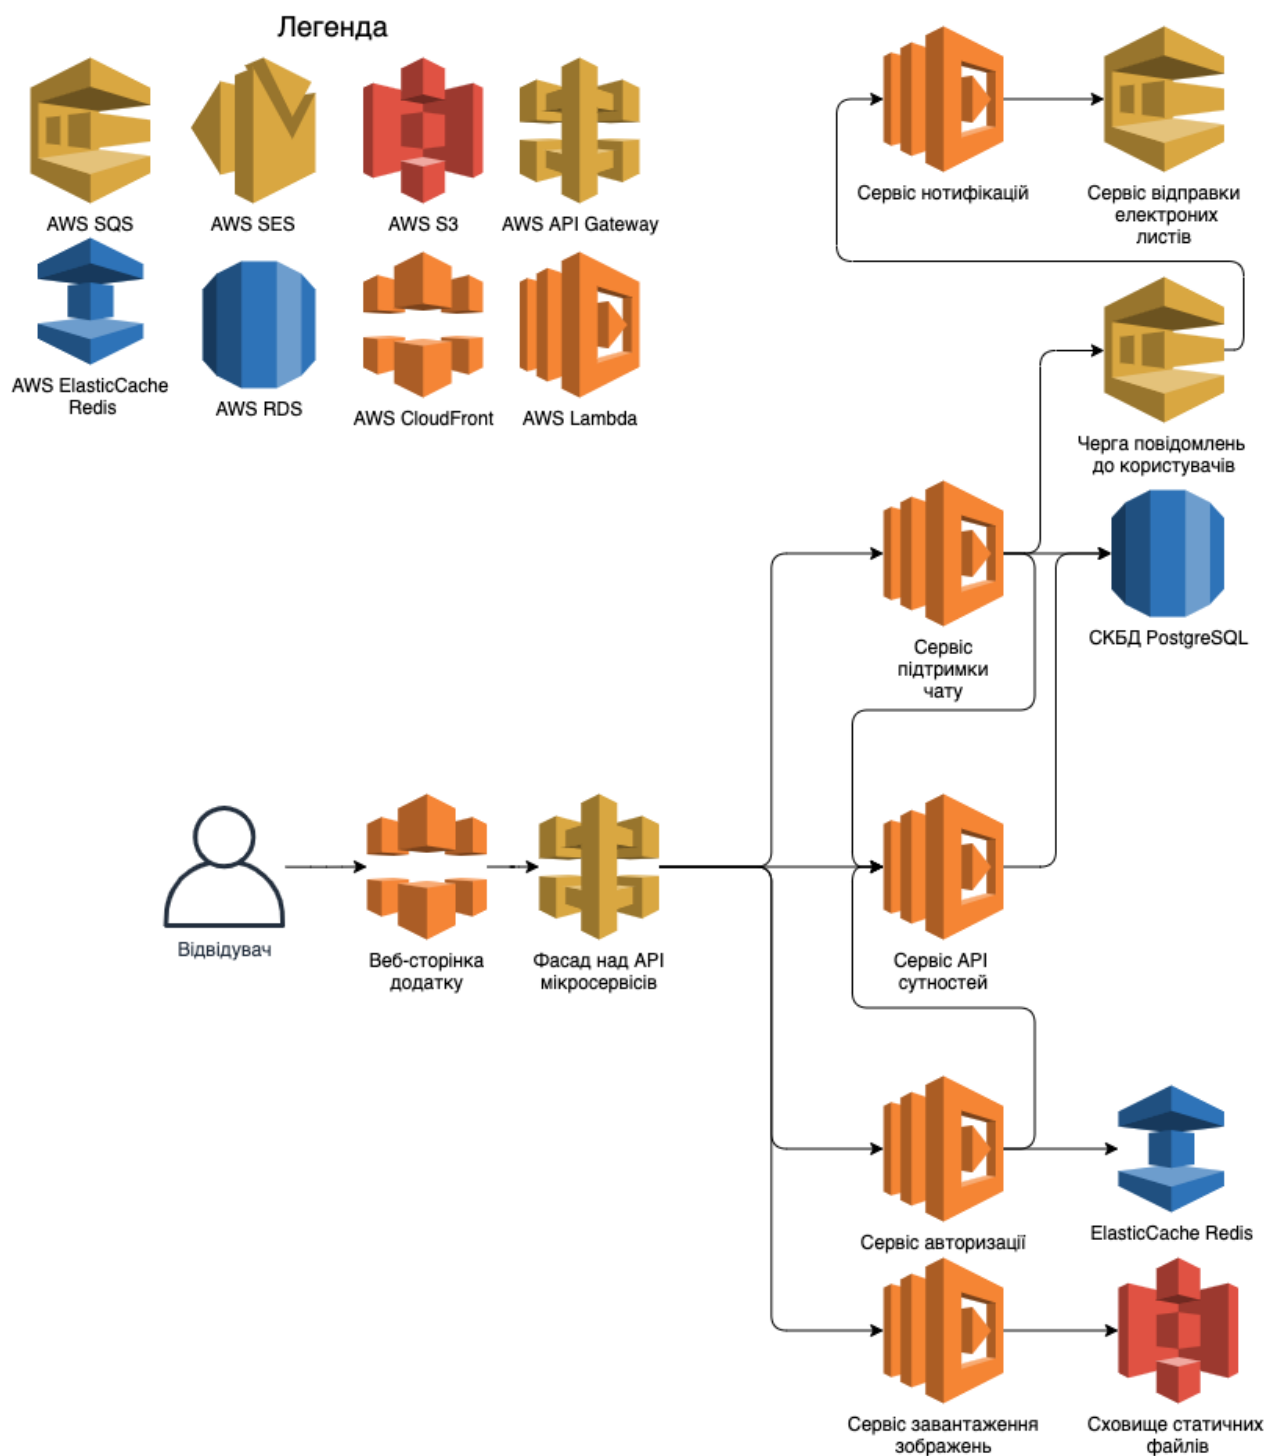 Легенда
AWS SQS
AWS SES
AWS S3
AWS API Gateway
AWS ElasticCache
Redis
AWS RDS
AWS CloudFront
AWS Lambda
Сервіс нотифікацій
Сервіс відправки
електроних
листів
Черга повідомлень
до користувачів
Сервіс
підтримки
чату
СКБД PostgreSQL
Відвідувач
Веб-сторінка
додатку
Фасад над API
мікросервісів
Сервіс API
сутностей
Сервіс авторизації
ElasticCache Redis
Сервіс завантаження
зображень
Сховище статичних
файлів